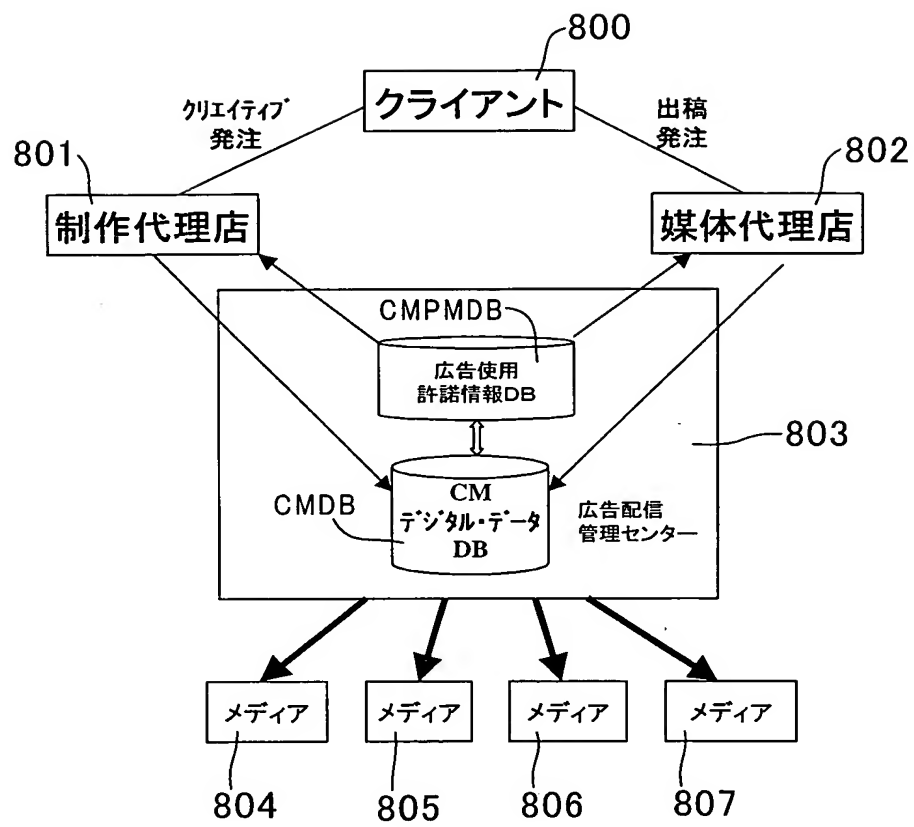 800
クライアント
クリエイティブ
発注
出稿
発注
801
802
制作代理店
媒体代理店
CMPMDB
広告使用
許諾情報DB
803
CMDB
CM
デジタル・データ
DB
広告配信
管理センター
メディア
メディア
メディア
メディア
804
805
806
807